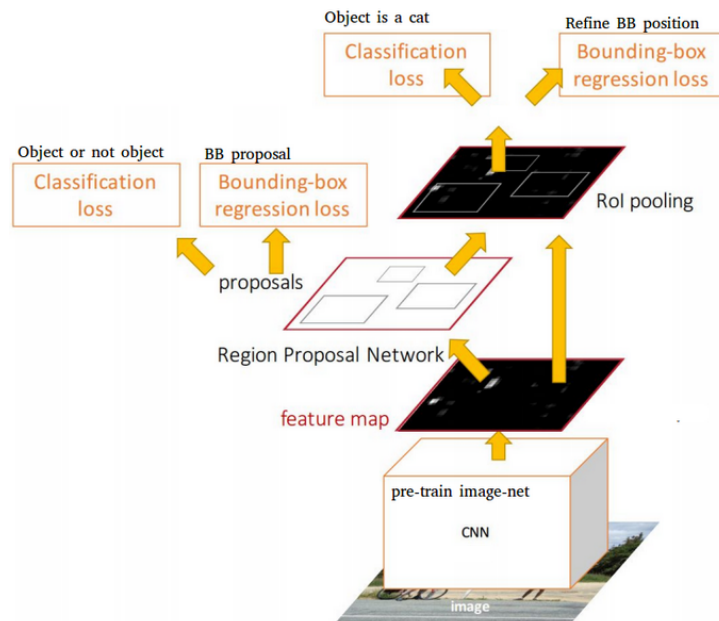 Object is a cat
Classification
loss
Refine BB position
Bounding-box
regression loss
Object or not object
Classification
loss
BB proposal
Bounding-box
regression loss
RoI pooling
proposals
Region Proposal Network
feature map
pre-train image-net
CNN
image